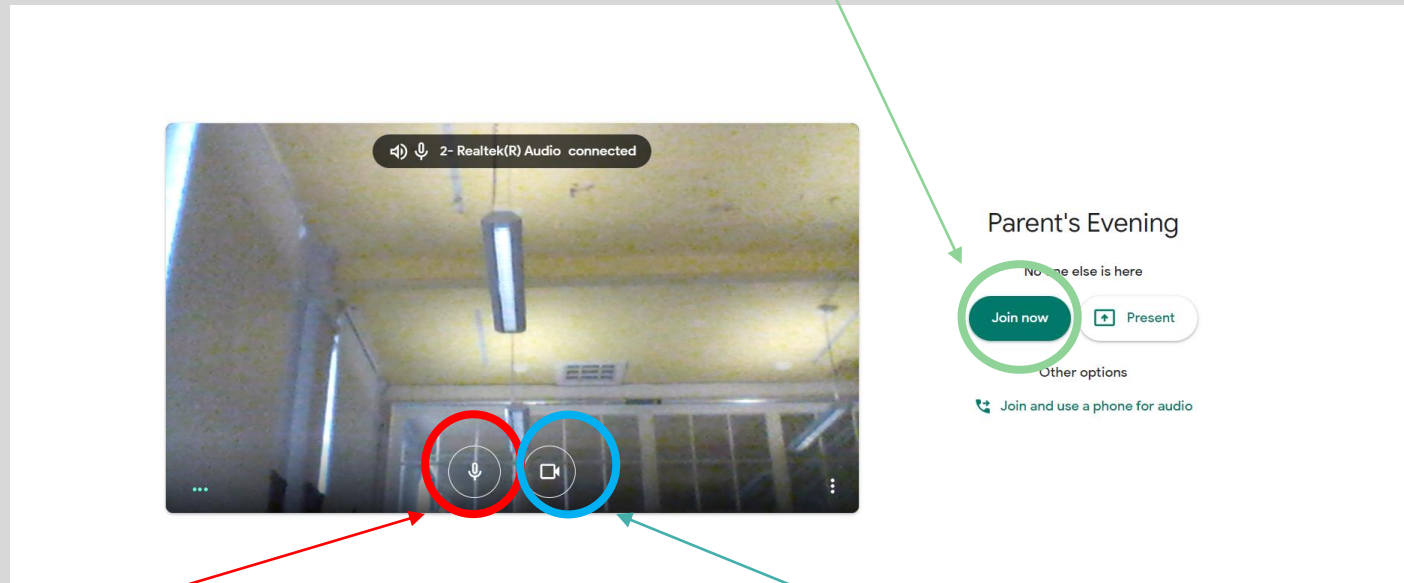 2- Realtek(R) Audio connected
Parent's Evening
No one else is here
Join now
Present
Other options
Join and use a phone for audio